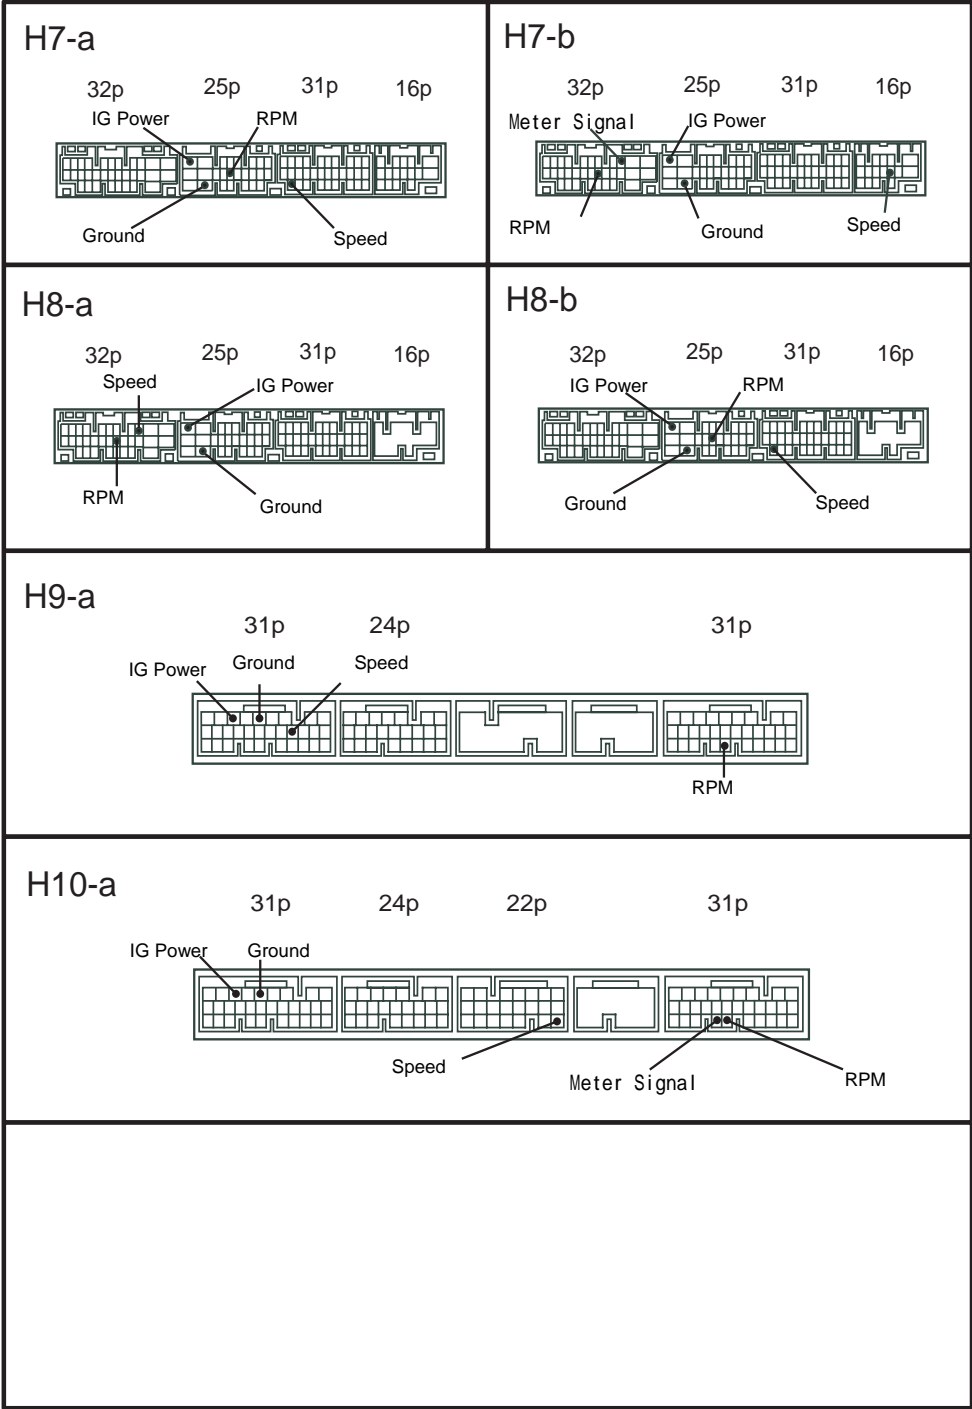 H7-a
32p 25p 31p 16p
IG Power RPM
Ground Speed
H7-b
32p 25p 31p 16p
Meter Signal IG Power
RPM Ground Speed
H8-a
32p 25p 31p 16p
Speed IG Power
RPM Ground
H8-b
32p 25p 31p 16p
IG Power RPM
Ground Speed
H9-a
31p 24p 31p
IG Power Ground Speed
RPM
H10-a
31p 24p 22p 31p
IG Power Ground
Speed Meter Signal RPM